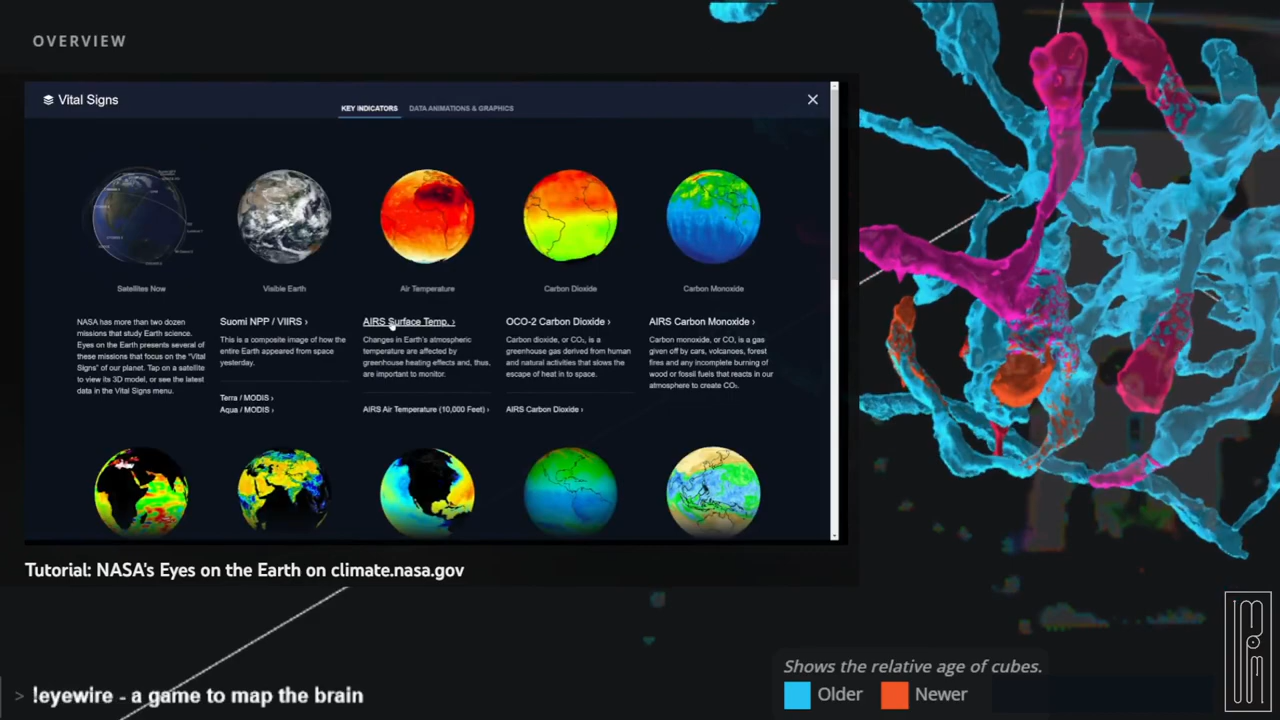 OVERVIEW
Vital Signs
KEY INDICATORS
DATA ANIMATIONS & GRAPHICS
Satellites Now
Visible Earth
Air Temperature
Carbon Dioxide
Carbon Monoxide
NASA has more than two dozen
missions that study Earth science.
Eyes on the Earth presents several of
these missions that focus on the "Vital
Signs" of our planet. Tap on a satellite
to view its 3D model, or see the latest
data in the Vital Signs menu.
Suomi NPP / VIIRS ›
This is a composite image of how the
entire Earth appeared from space
yesterday.
Terra / MODIS ›
Aqua / MODIS ›
AIRS Surface Temp. ›
Changes in Earth's atmospheric
temperature are affected by
greenhouse heating effects and, thus,
are important to monitor.
AIRS Air Temperature (10,000 Feet) ›
OCO-2 Carbon Dioxide ›
Carbon dioxide, or CO₂, is a
greenhouse gas derived from human
and natural activities that slows the
escape of heat in to space.
AIRS Carbon Dioxide ›
AIRS Carbon Monoxide ›
Carbon monoxide, or CO, is a gas
given off by cars, volcanoes, forest
fires and any incomplete burning of
wood or fossil fuels that reacts in our
atmosphere to create CO₂.
Tutorial: NASA's Eyes on the Earth on climate.nasa.gov
> !eyewire - a game to map the brain
Shows the relative age of cubes.
Older
Newer